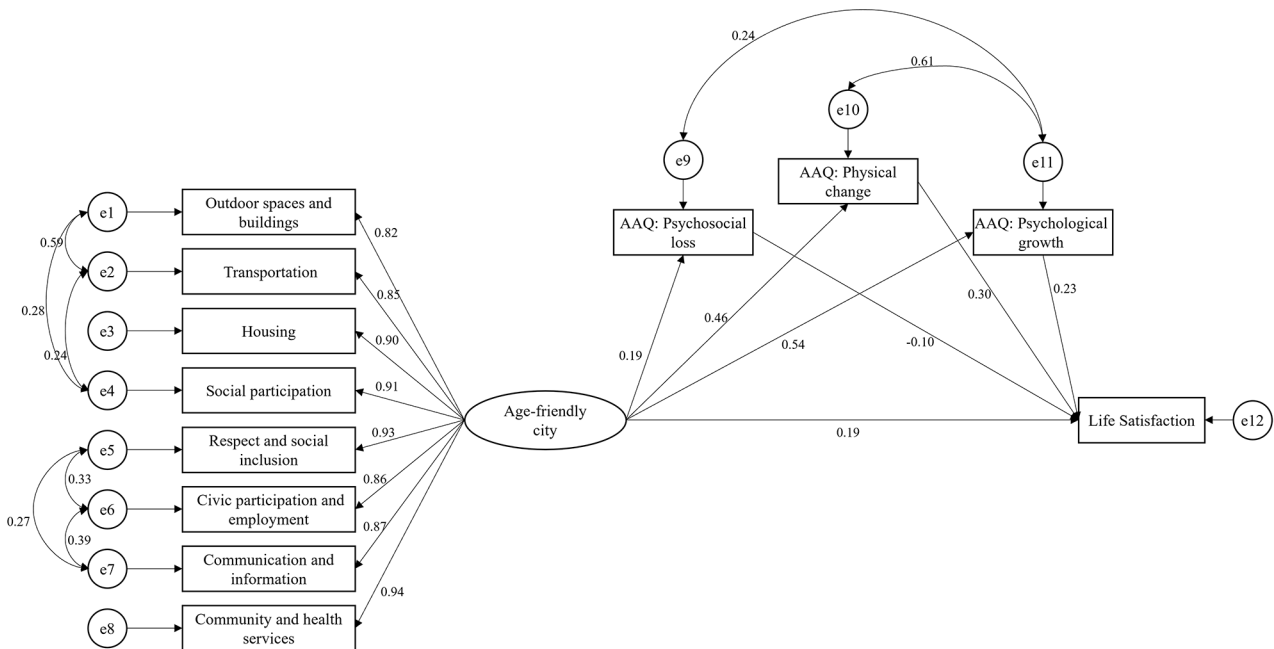 0.24
0.61
e10
e9
e11
AAQ: Physical
change
AAQ: Psychosocial
loss
AAQ: Psychological
growth
e1
Outdoor spaces and
buildings
0.82
0.59
e2
Transportation
0.85
0.28
e3
Housing
0.90
0.24
e4
Social participation
0.91
0.30
0.23
0.46
0.54
-0.10
0.19
Age-friendly
city
0.19
Life Satisfaction
e12
e5
Respect and social
inclusion
0.93
0.33
e6
Civic participation and
employment
0.86
0.27
0.39
e7
Communication and
information
0.87
e8
Community and health
services
0.94